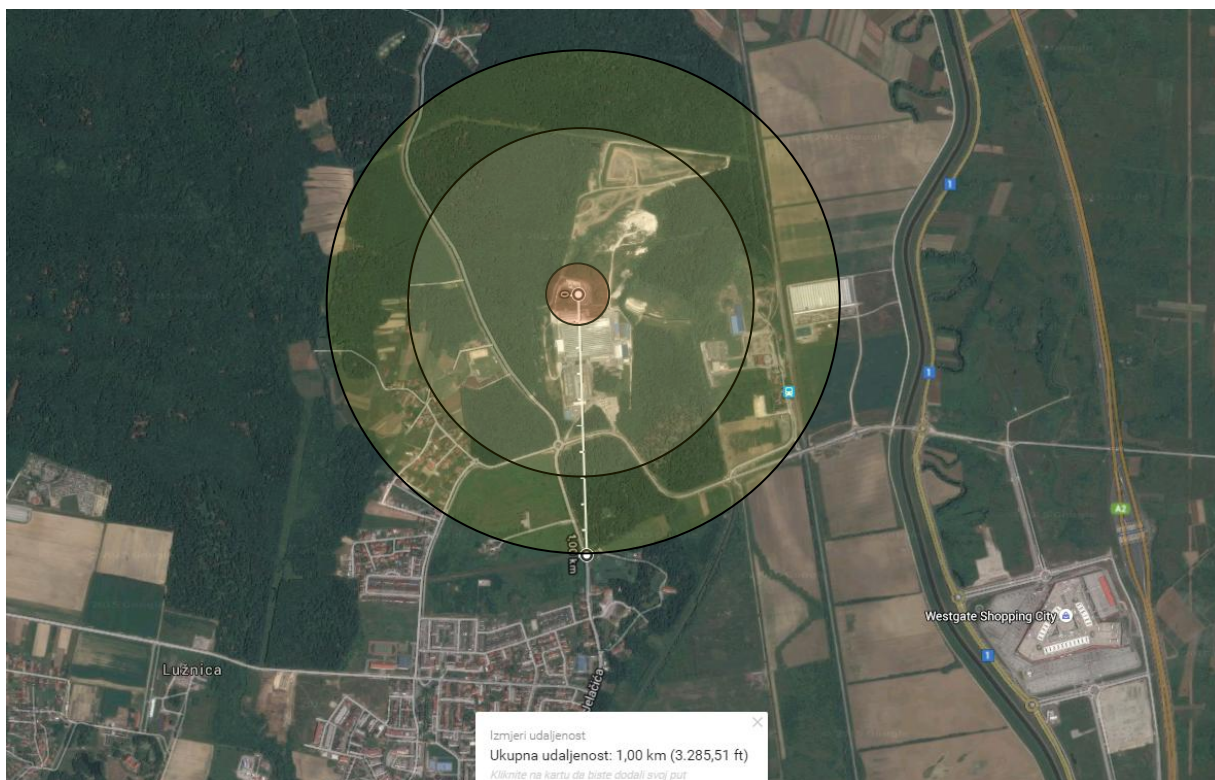 1
1
A2
1,00 km
Westgate Shopping City
1
Lužnica
Jelačića
Izmjeri udaljenost
Ukupna udaljenost: 1,00 km (3.285,51 ft)
Kliknite na kartu da biste dodali svoj put